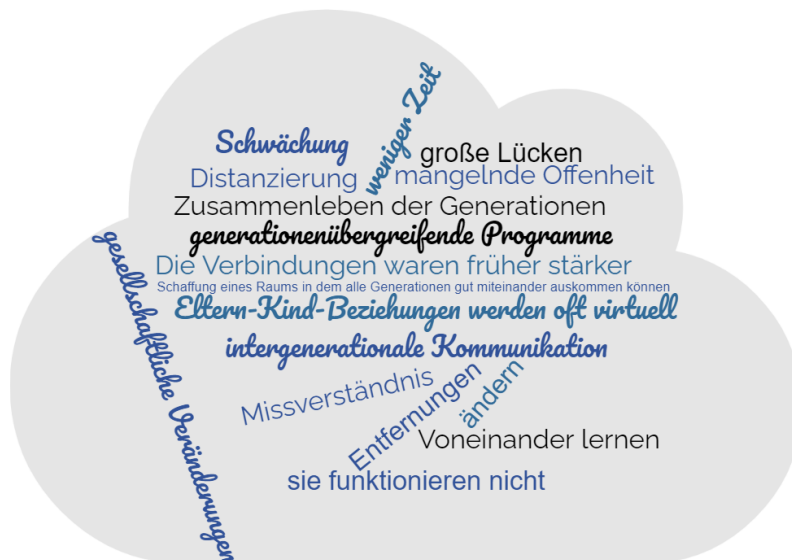 weniger Zeit
Schwächung
große Lücken
Distanzierung
mangelnde Offenheit
Zusammenleben der Generationen
generationenübergreifende Programme
gesellschaftliche Veränderungen
Die Verbindungen waren früher stärker
Schaffung eines Raums in dem alle Generationen gut miteinander auskommen können
Eltern-Kind-Beziehungen werden oft virtuell
intergenerationale Kommunikation
Missverständnis
Entfernungen
ändern
Voneinander lernen
sie funktionieren nicht